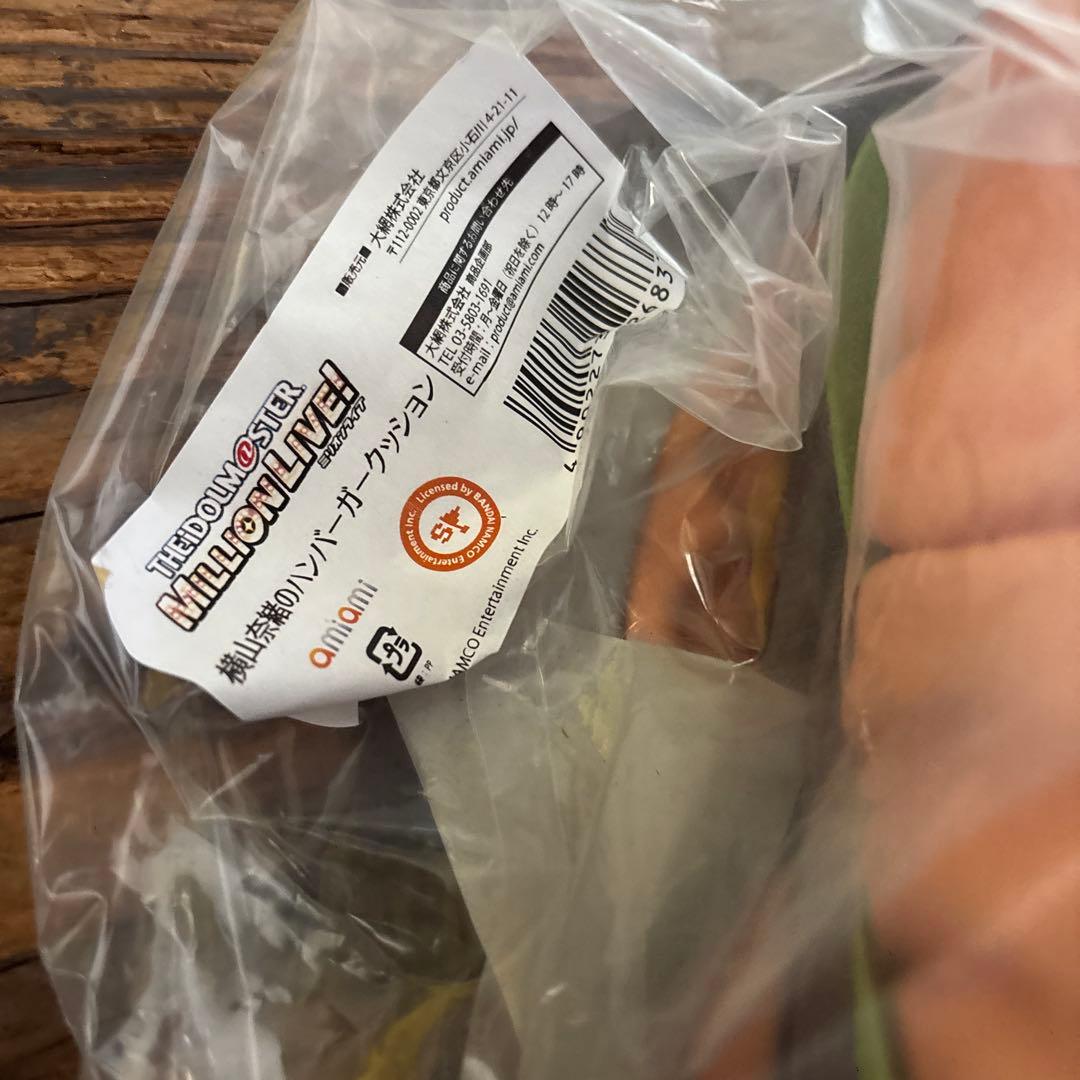 THE iDOLM@STER
MILLION LIVE!
ミリオンライブ!
横山奈緒のハンバーガークッション
amiami
プラ
袋:PP
Licensed by BANDAI NAMCO Entertainment Inc.
AMCO Entertainment Inc.
■販売元■ 大網株式会社
〒112-0002 東京都文京区小石川4-21-11
product.amiami.jp/
商品に関するお問い合わせ先
大網株式会社 商品企画部
TEL 03-5803-1691
受付時間:月~金曜日(祝日を除く)12時~17時
e-mail:product@amiami.com
683